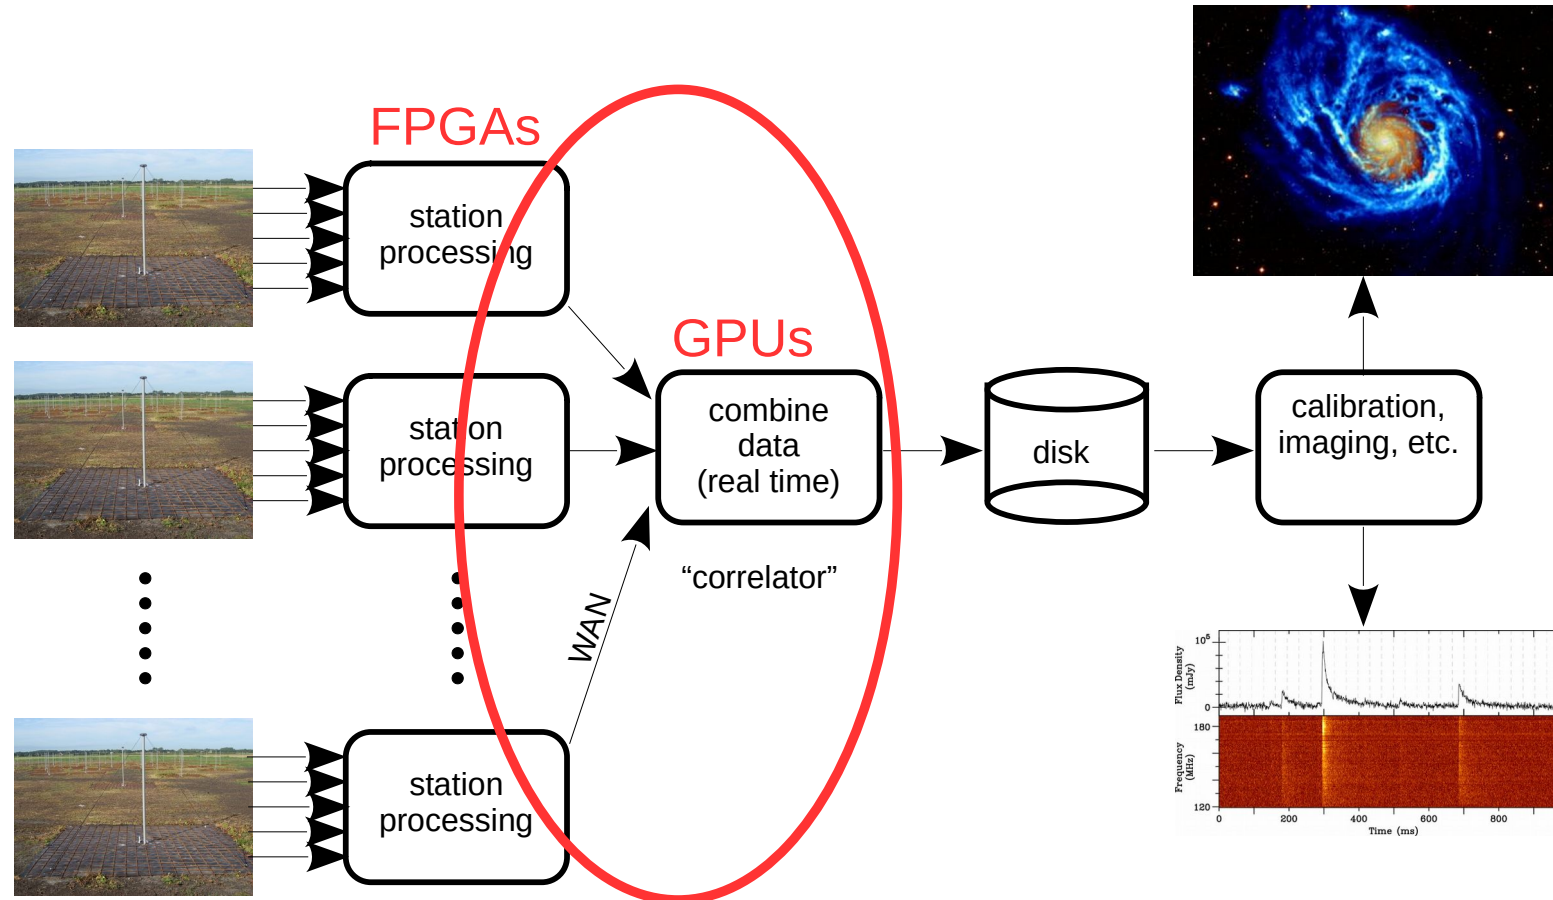 FPGAs
station
processing
GPUs
station
processing
combine
data
(real time)
disk
calibration,
imaging, etc.
“correlator”
WAN
station
processing
10⁵
0
Flux Density
(mJy)
180
120
Frequency
(MHz)
0
200
400
600
800
Time (ms)